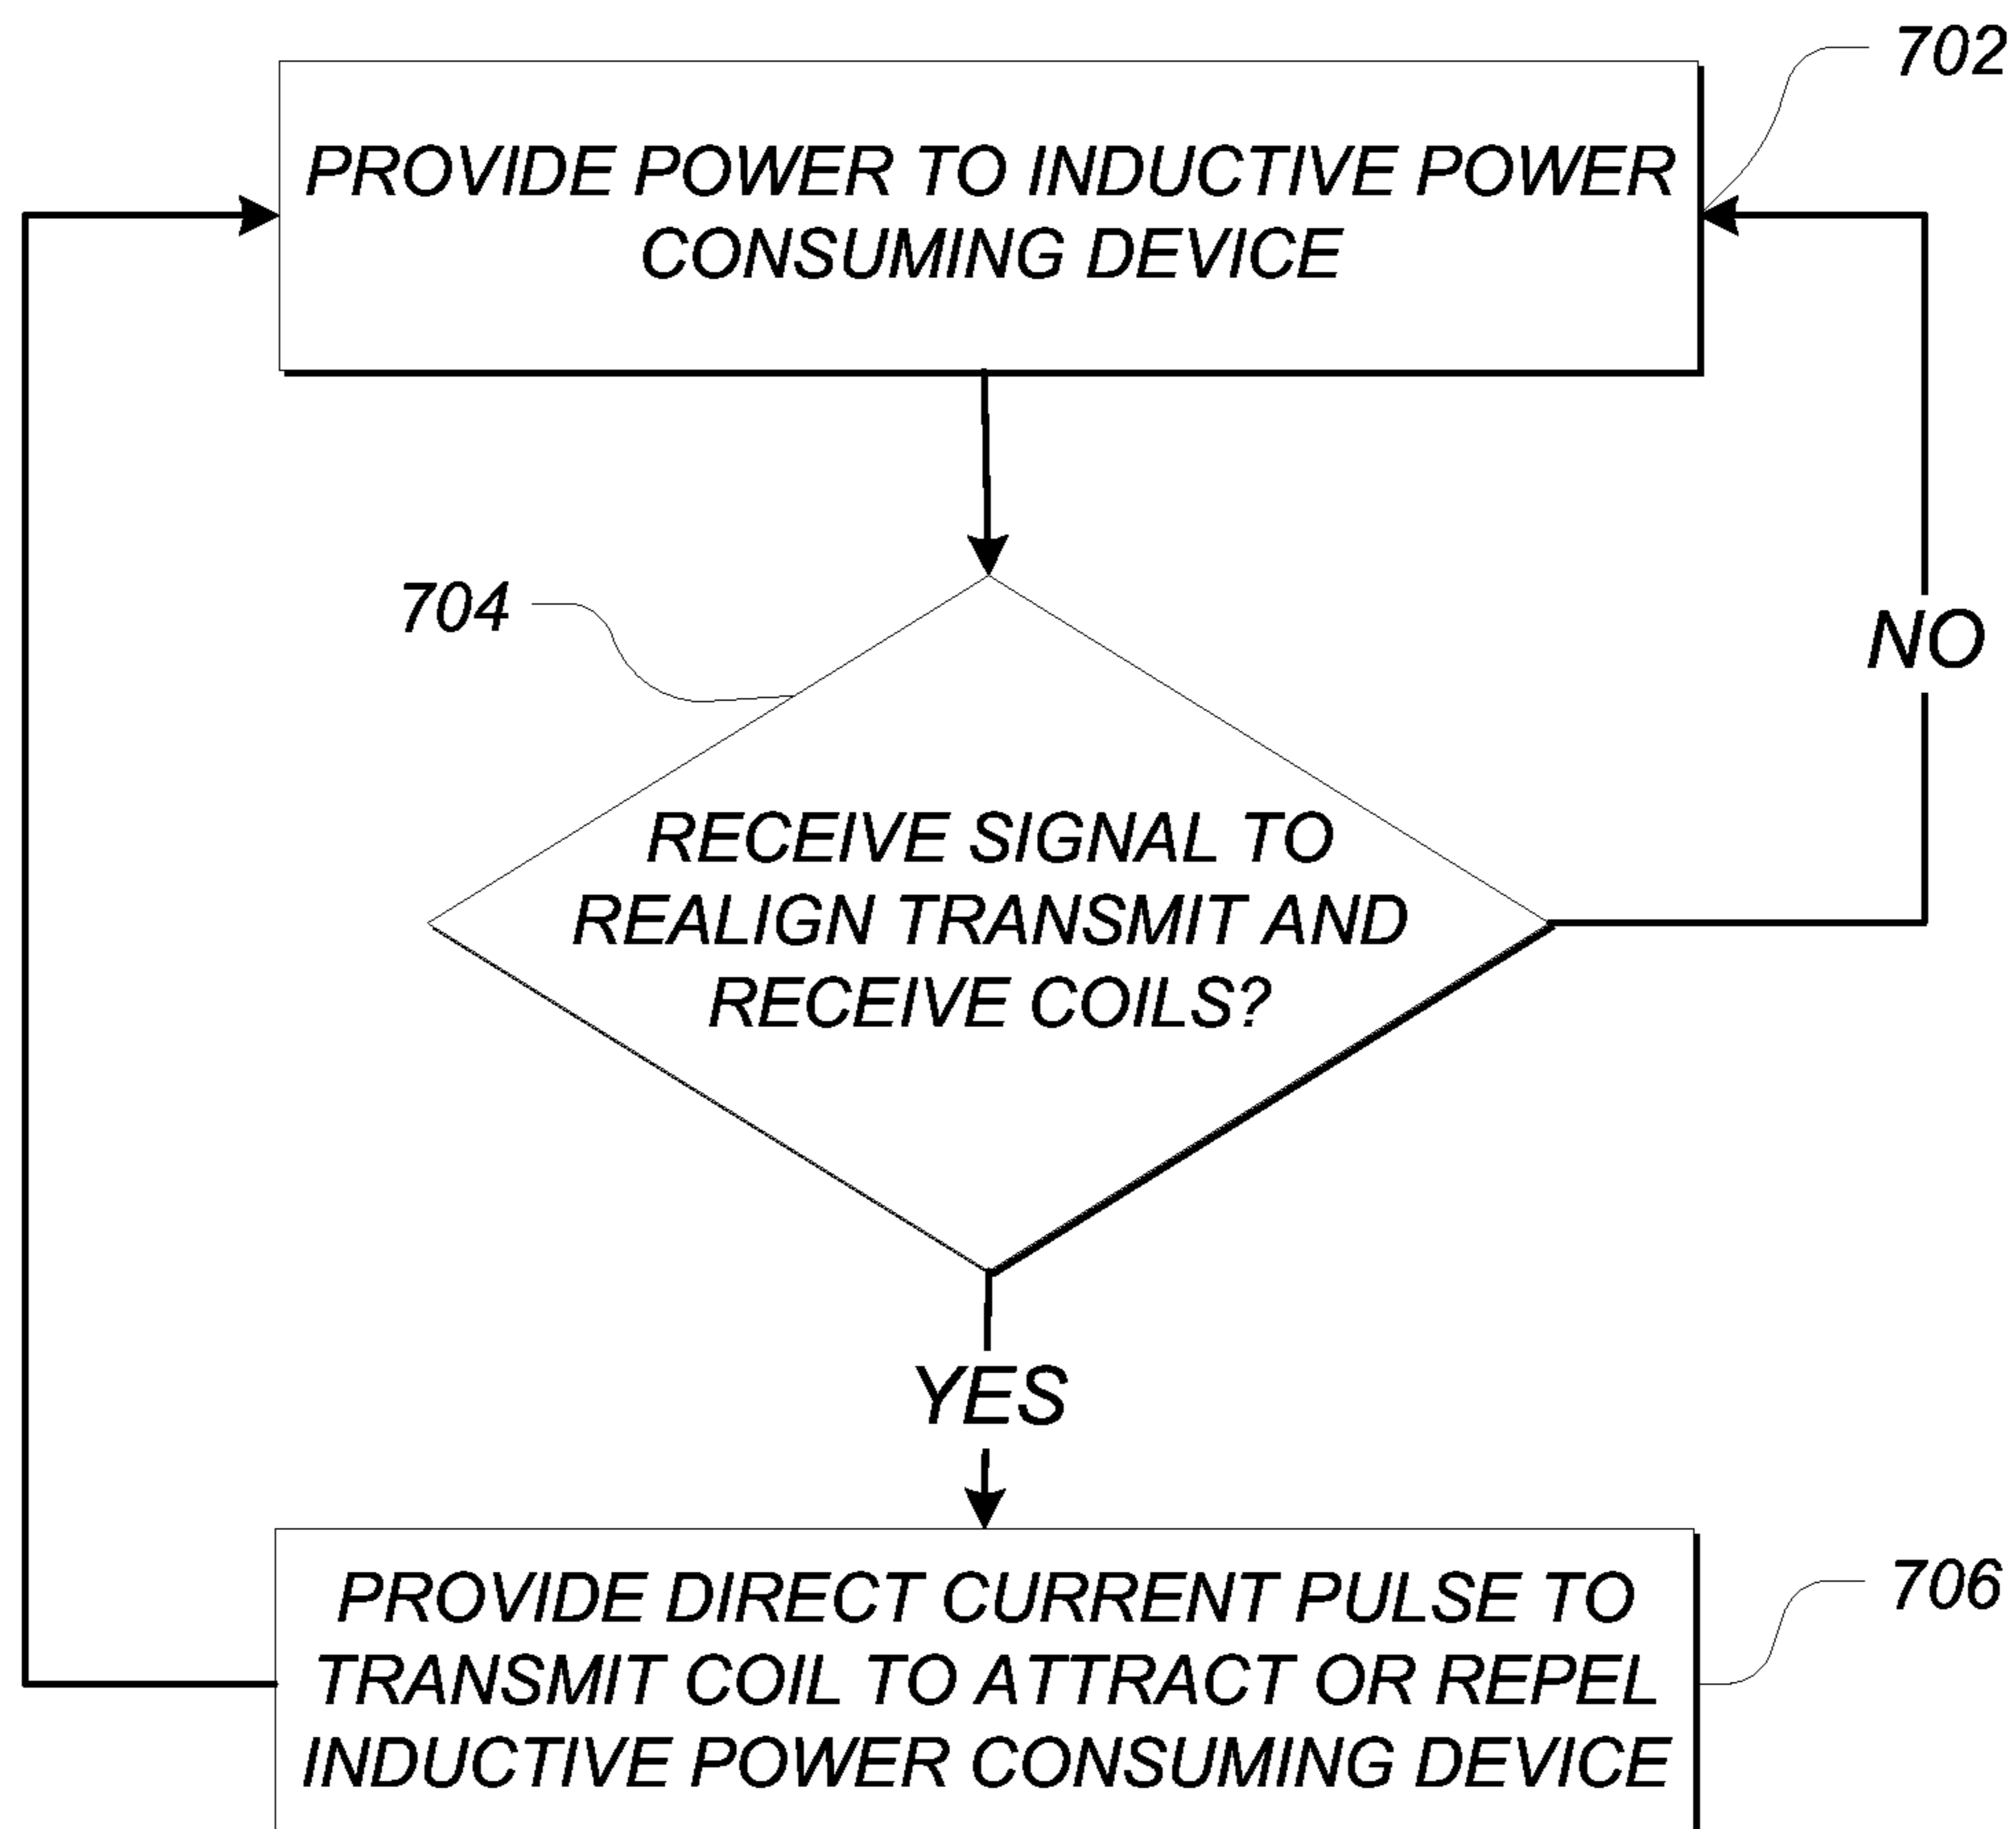 702
PROVIDE POWER TO INDUCTIVE POWER
CONSUMING DEVICE
704
NO
RECEIVE SIGNAL TO
REALIGN TRANSMIT AND
RECEIVE COILS?
YES
PROVIDE DIRECT CURRENT PULSE TO
TRANSMIT COIL TO ATTRACT OR REPEL
INDUCTIVE POWER CONSUMING DEVICE
706